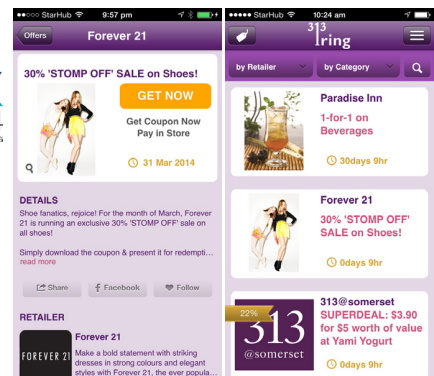 StarHub 9:57 pm
Offers Forever 21
30% 'STOMP OFF' SALE on Shoes!
GET NOW
Get Coupon Now
Pay in Store
31 Mar 2014
DETAILS
Shoe fanatics, rejoice! For the month of March, Forever
21 is running an exclusive 30% 'STOMP OFF' sale on
all shoes!
Simply download the coupon & present it for redempti...
read more
Share
Facebook
Follow
RETAILER
FOREVER 21
Forever 21
Make a bold statement with striking
dresses in strong colours and elegant
styles with Forever 21, the ever popula...
StarHub 10:24 am
313 ring
by Retailer
by Category
Paradise Inn
1-for-1 on
Beverages
30days 9hr
Forever 21
30% 'STOMP OFF'
SALE on Shoes!
0days 9hr
22%
313
@somerset
313@somerset
SUPERDEAL: $3.90
for $5 worth of value
at Yami Yogurt
0days 9hr